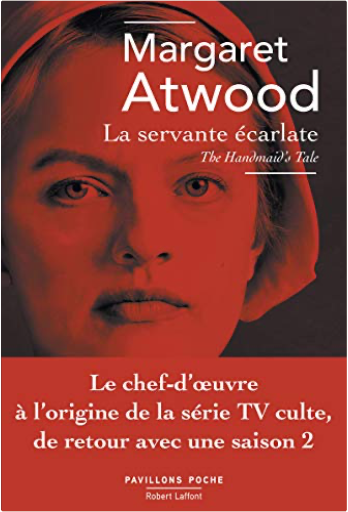 Margaret
Atwood
La servante écarlate
The Handmaid's Tale
Le chef-d'œuvre
à l'origine de la série TV culte,
de retour avec une saison 2
PAVILLONS POCHE
Robert Laffont